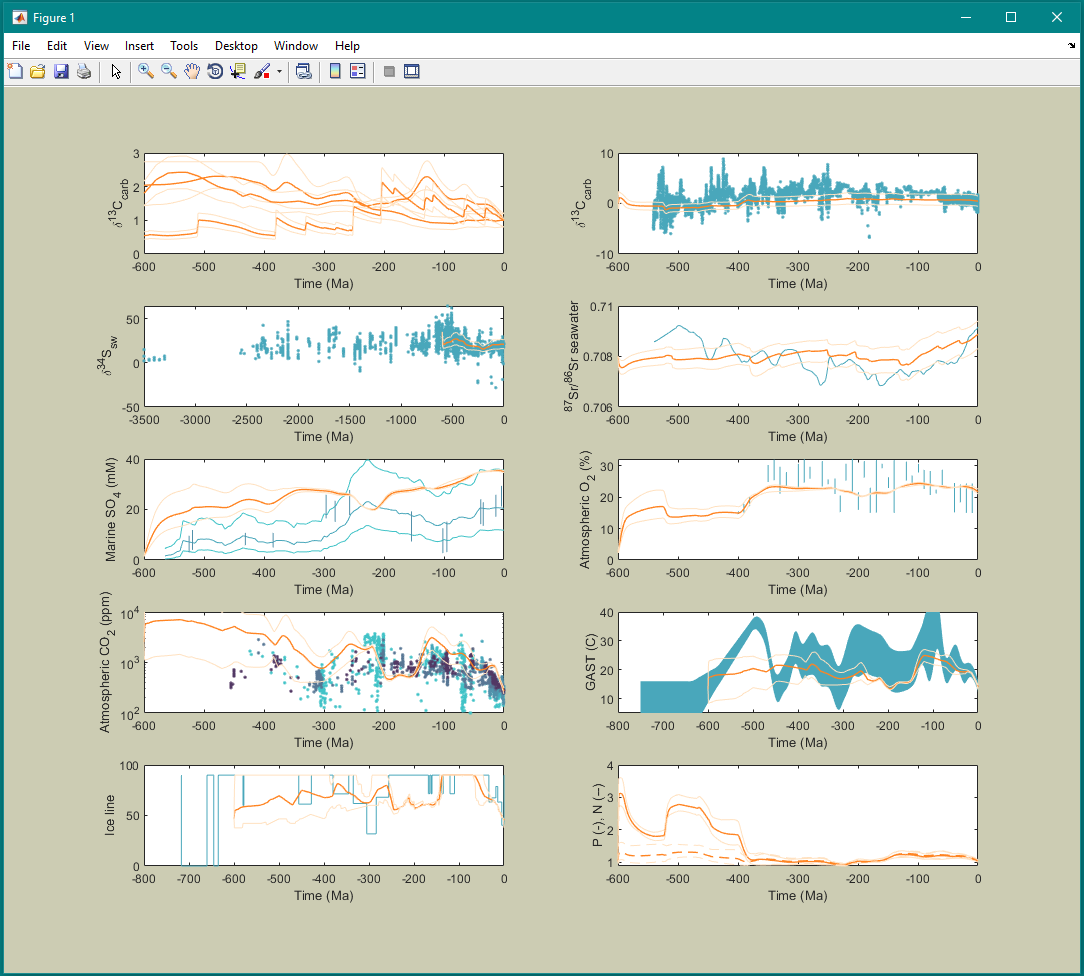 Figure 1
File Edit View Insert Tools Desktop Window Help
3
2
1
0
δ13Ccarb
-600 -500 -400 -300 -200 -100 0
Time (Ma)
10
0
-10
δ13Ccarb
-600 -500 -400 -300 -200 -100 0
Time (Ma)
50
0
-50
δ34Ssw
-3500 -3000 -2500 -2000 -1500 -1000 -500 0
Time (Ma)
0.71
0.708
0.706
87Sr/86Sr seawater
-600 -500 -400 -300 -200 -100 0
Time (Ma)
40
20
0
Marine SO4 (mM)
-600 -500 -400 -300 -200 -100 0
Time (Ma)
30
20
10
0
Atmospheric O2 (%)
-600 -500 -400 -300 -200 -100 0
Time (Ma)
104
103
102
Atmospheric CO2 (ppm)
-600 -500 -400 -300 -200 -100 0
Time (Ma)
40
30
20
10
GAST (C)
-800 -700 -600 -500 -400 -300 -200 -100 0
Time (Ma)
100
50
0
Ice line
-800 -700 -600 -500 -400 -300 -200 -100 0
Time (Ma)
4
3
2
1
P (-), N (--)
-600 -500 -400 -300 -200 -100 0
Time (Ma)